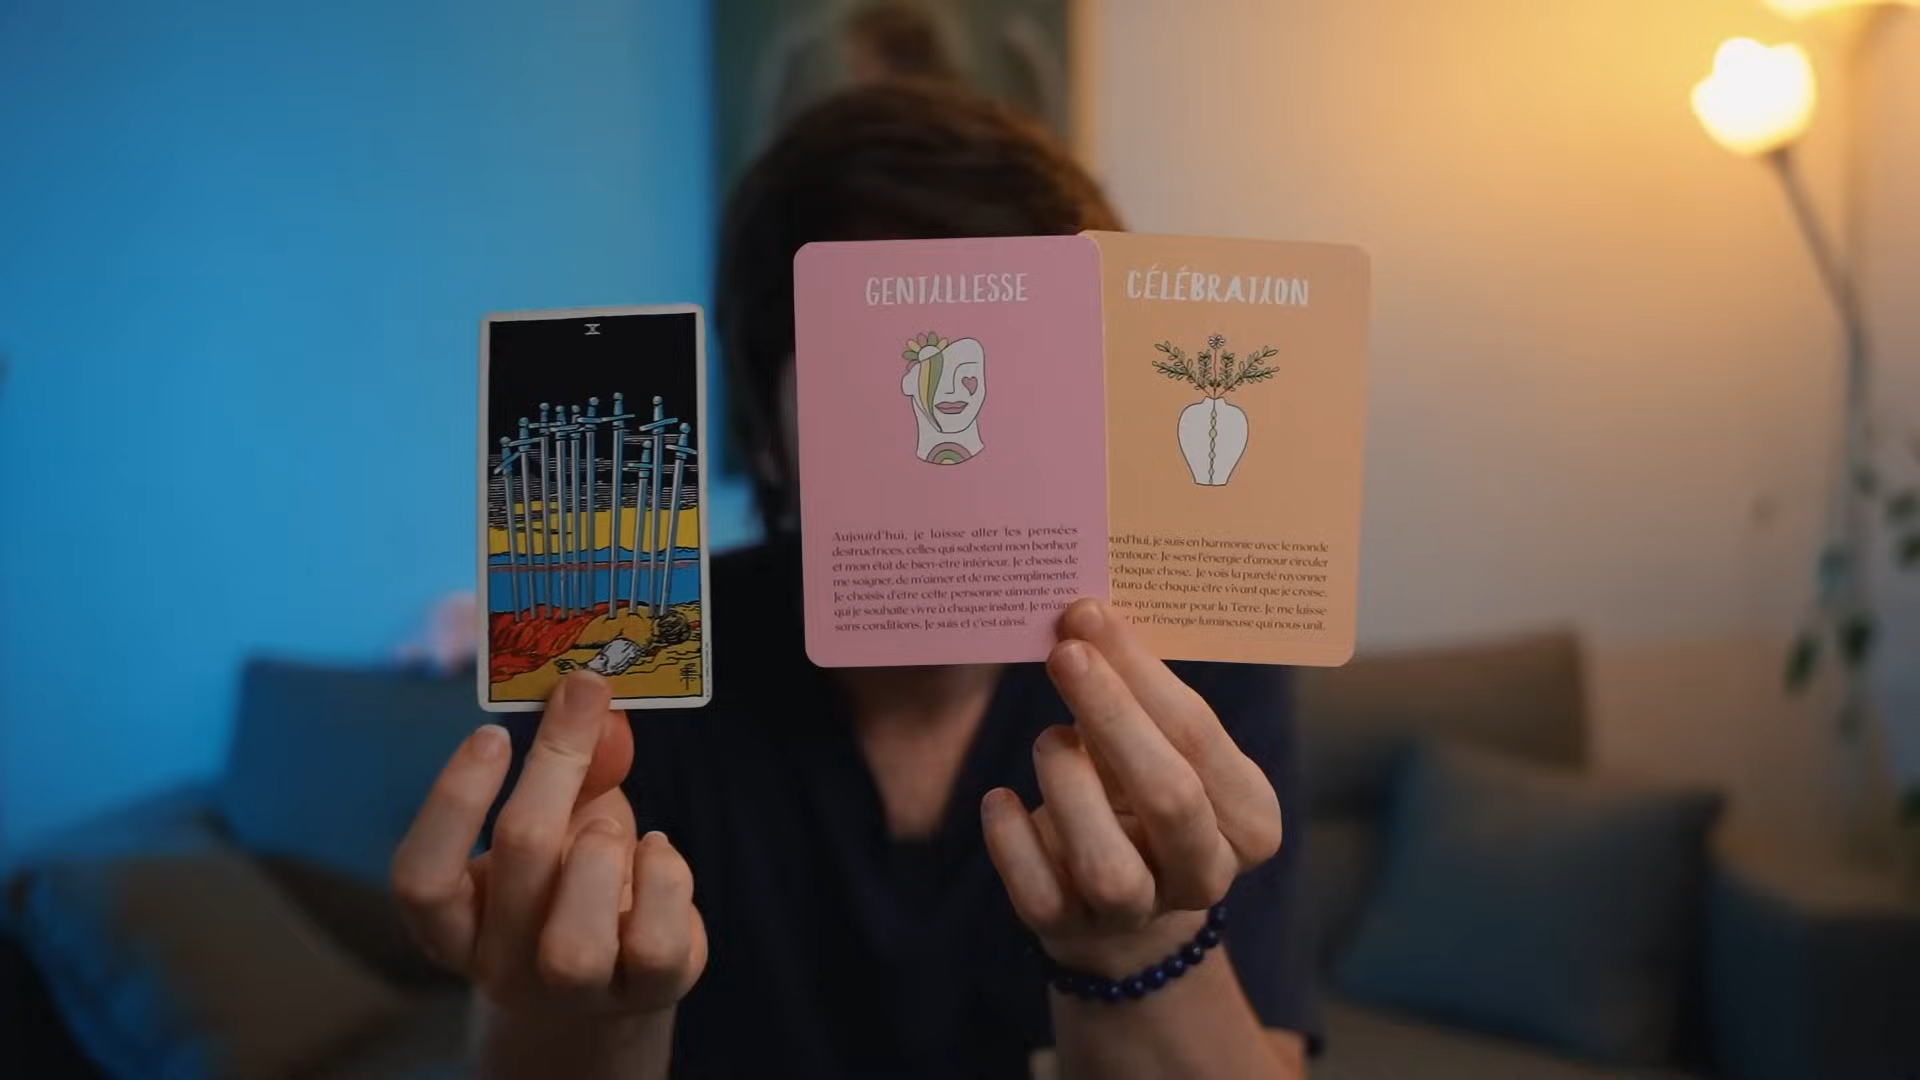 X
GENTILLESSE
Aujourd'hui, je laisse aller les pensées
destructrices, celles qui sabotent mon bonheur
et mon état de bien-être intérieur. Je choisis de
me soigner, de m'aimer et de me complimenter.
Je choisis d'être cette personne aimante avec
qui je souhaite vivre à chaque instant. Je m'aime
sans conditions. Je suis et c'est ainsi.
CÉLÉBRATION
je suis en harmonie avec le monde
m'entoure. Je sens l'énergie d'amour circuler
chaque chose. Je vois la pureté rayonner
l'aura de chaque être vivant que je croise.
suis qu'amour pour la Terre. Je me laisse
par l'énergie lumineuse qui nous unit.